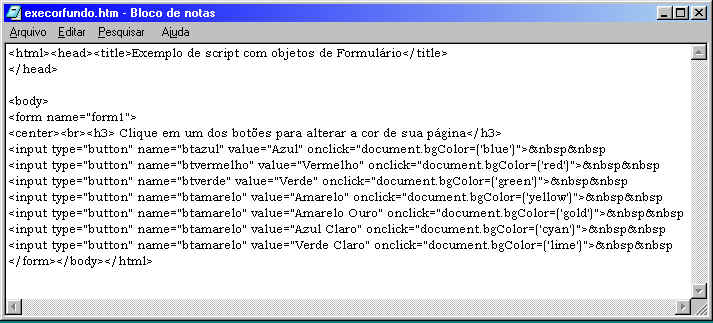 execorfundo.htm - Bloco de notas
Arquivo Editar Pesquisar Ajuda
<html><head><title>Exemplo de script com objetos de Formulário</title>
</head>
<body>
<form name="form1">
<center><br><h3> Clique em um dos botões para alterar a cor de sua página</h3>
<input type="button" name="btazul" value="Azul" onclick="document.bgColor=('blue')">&nbsp&nbsp
<input type="button" name="btvermelho" value="Vermelho" onclick="document.bgColor=('red')">&nbsp&nbsp
<input type="button" name="btverde" value="Verde" onclick="document.bgColor=('green')">&nbsp&nbsp
<input type="button" name="btamarelo" value="Amarelo" onclick="document.bgColor=('yellow')">&nbsp&nbsp
<input type="button" name="btamarelo" value="Amarelo Ouro" onclick="document.bgColor=('gold')">&nbsp&nbsp
<input type="button" name="btamarelo" value="Azul Claro" onclick="document.bgColor=('cyan')">&nbsp&nbsp
<input type="button" name="btamarelo" value="Verde Claro" onclick="document.bgColor=('lime')">&nbsp&nbsp
</form></body></html>